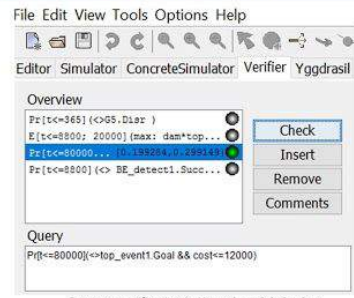 File Edit View Tools Options Help
Editor Simulator ConcreteSimulator Verifier Yggdrasil
Overview
Pr[t<=365](<>G5.Disr )
E[t<=8800; 20000](max: dam*top...
Pr[t<=80000... [0.199284,0.299149]
Pr[t<=8800](<> BE_detect1.Succ...
Check
Insert
Remove
Comments
Query
Pr[t<=80000](<>top_event1.Goal && cost<=12000)